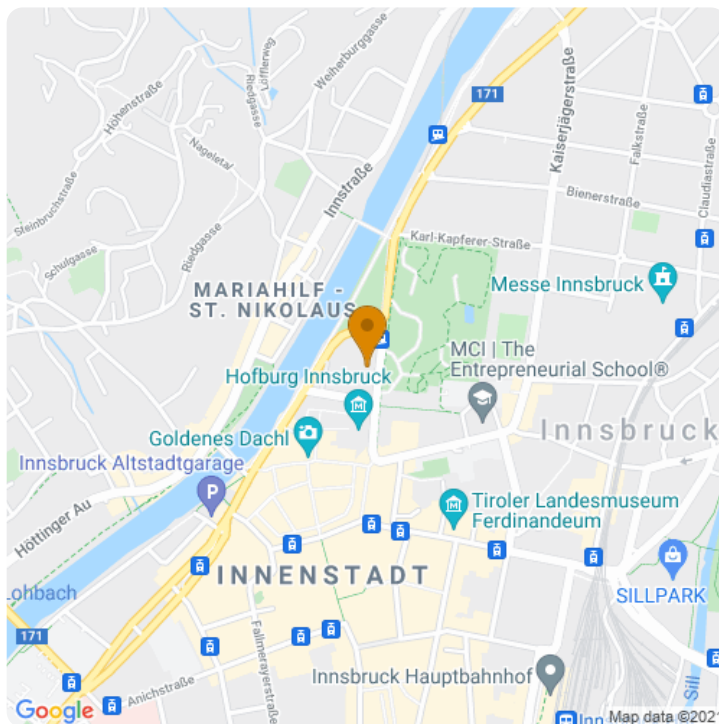 Weiherburggasse
Löfflerweg
Riedgasse
Höhenstraße
Nageletal
Steinbruchstraße
Schulgasse
Riedgasse
Innstraße
171
Kaiserjägerstraße
Falkstraße
Claudiastraße
Bienerstraße
Karl-Kapferer-Straße
MARIAHILF -
ST. NIKOLAUS
Messe Innsbruck
MCI | The
Entrepreneurial School®
Hofburg Innsbruck
Goldenes Dachl
Innsbruck
Innsbruck Altstadtgarage
P
Höttinger Au
Tiroler Landesmuseum
Ferdinandeum
INNENSTADT
SILLPARK
Lohbach
171
Fallmerayerstraße
Anichstraße
Innsbruck Hauptbahnhof
Sill
Inn
Google
Map data ©202